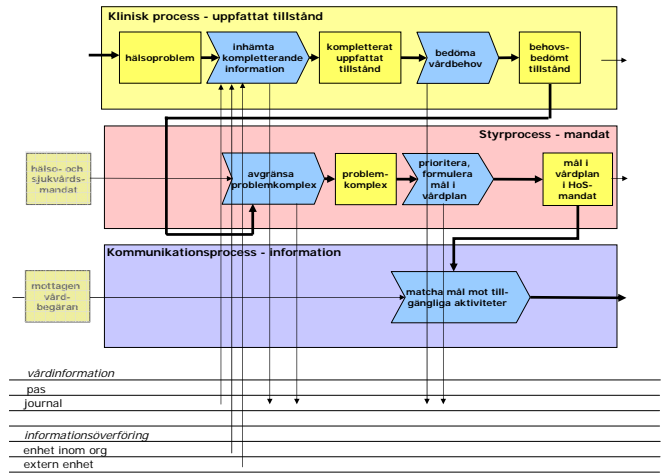 Klinisk process - uppfattat tillstånd
hälsoproblem
inhämta
kompletterande
information
kompletterat
uppfattat
tillstånd
bedöma
vårdbehov
behovs-
bedömt
tillstånd
Styrprocess - mandat
hälso- och
sjukvårds-
mandat
avgränsa
problemkomplex
problem-
komplex
prioritera,
formulera
mål i
vårdplan
mål i
vårdplan
i HoS-
mandat
Kommunikationsprocess - information
mottagen
vård-
begäran
matcha mål mot till-
gängliga aktiviteter
vårdinformation
pas
journal
informationsöverföring
enhet inom org
extern enhet